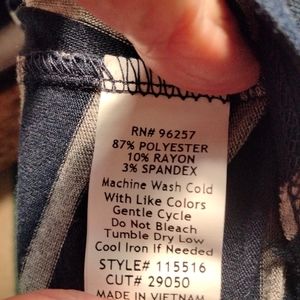 RN# 96257
87% POLYESTER
10% RAYON
3% SPANDEX
Machine Wash Cold
With Like Colors
Gentle Cycle
Do Not Bleach
Tumble Dry Low
Cool Iron If Needed
STYLE# 115516
CUT# 29050
MADE IN VIETNAM